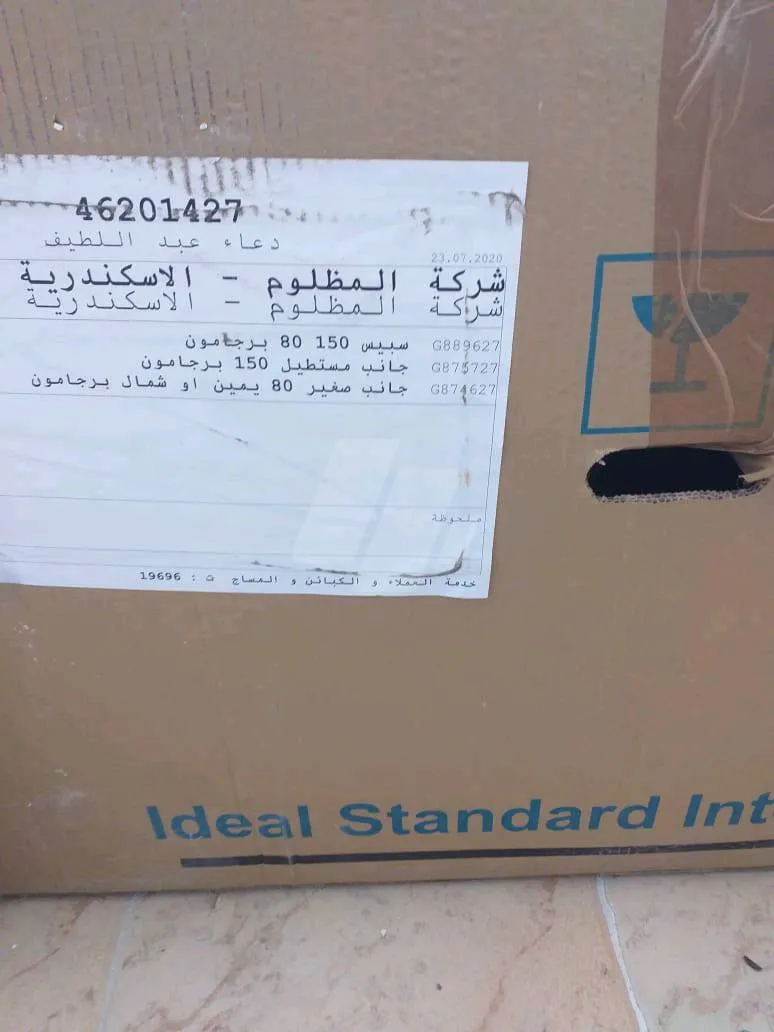 46201427
دعاء عبد اللطيف
23.07.2020
شركة المظلوم - الاسكندرية
شركة المظلوم - الاسكندرية
G889627 سبيس 150 80 برجامون
G875727 جانب مستطيل 150 برجامون
G874627 جانب صغير 80 يمين او شمال برجامون
ملحوظة
خدمة العملاء و الكبائن و المساج ت : 19696
Ideal Standard Int